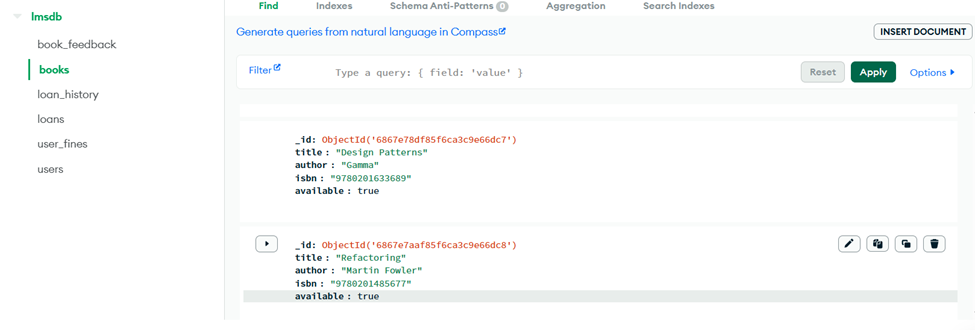 lmsdb
book_feedback
books
loan_history
loans
user_fines
users
Find Indexes Schema Anti-Patterns 0 Aggregation Search Indexes
Generate queries from natural language in Compass
INSERT DOCUMENT
Filter Type a query: { field: 'value' } Reset Apply Options
_id: ObjectId('6867e78df85f6ca3c9e66dc7')
title : "Design Patterns"
author : "Gamma"
isbn : "9780201633689"
available : true
_id: ObjectId('6867e7aaf85f6ca3c9e66dc8')
title : "Refactoring"
author : "Martin Fowler"
isbn : "9780201485677"
available : true